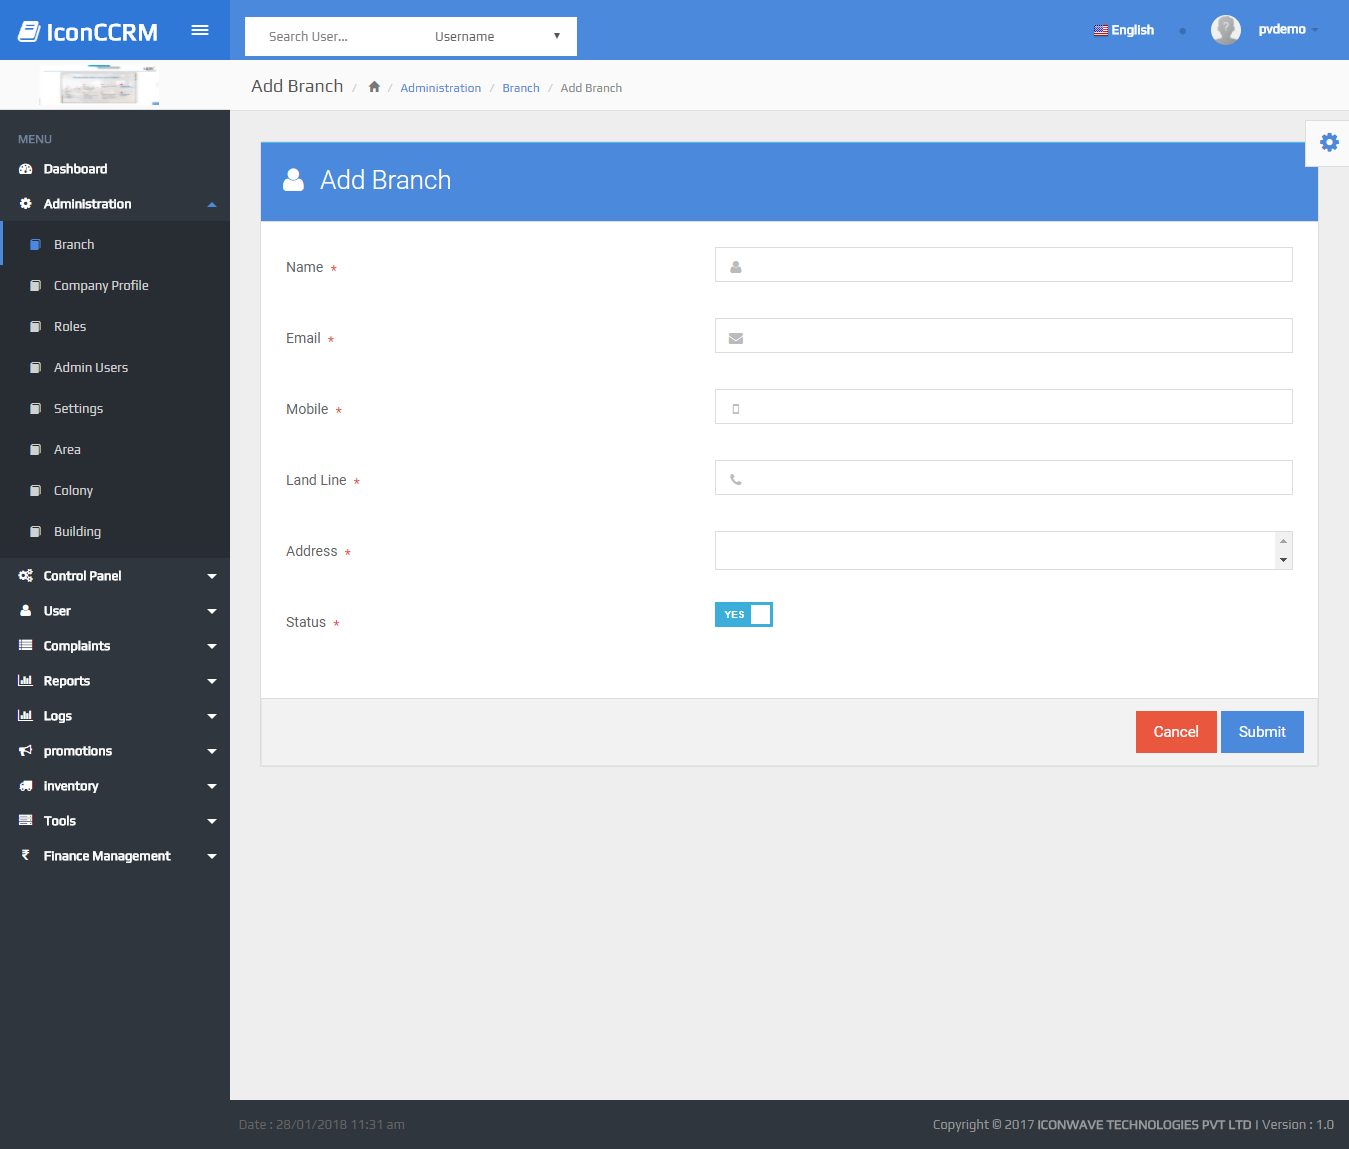 IconCCRM
Search User...
Username
English
pvdemo
Add Branch / / Administration / Branch / Add Branch
MENU
Dashboard
Administration
Branch
Company Profile
Roles
Admin Users
Settings
Area
Colony
Building
Control Panel
User
Complaints
Reports
Logs
promotions
Inventory
Tools
Finance Management
Add Branch
Name *
Email *
Mobile *
Land Line *
Address *
Status *
YES
Cancel
Submit
Date : 28/01/2018 11:31 am
Copyright © 2017 ICONWAVE TECHNOLOGIES PVT LTD | Version : 1.0